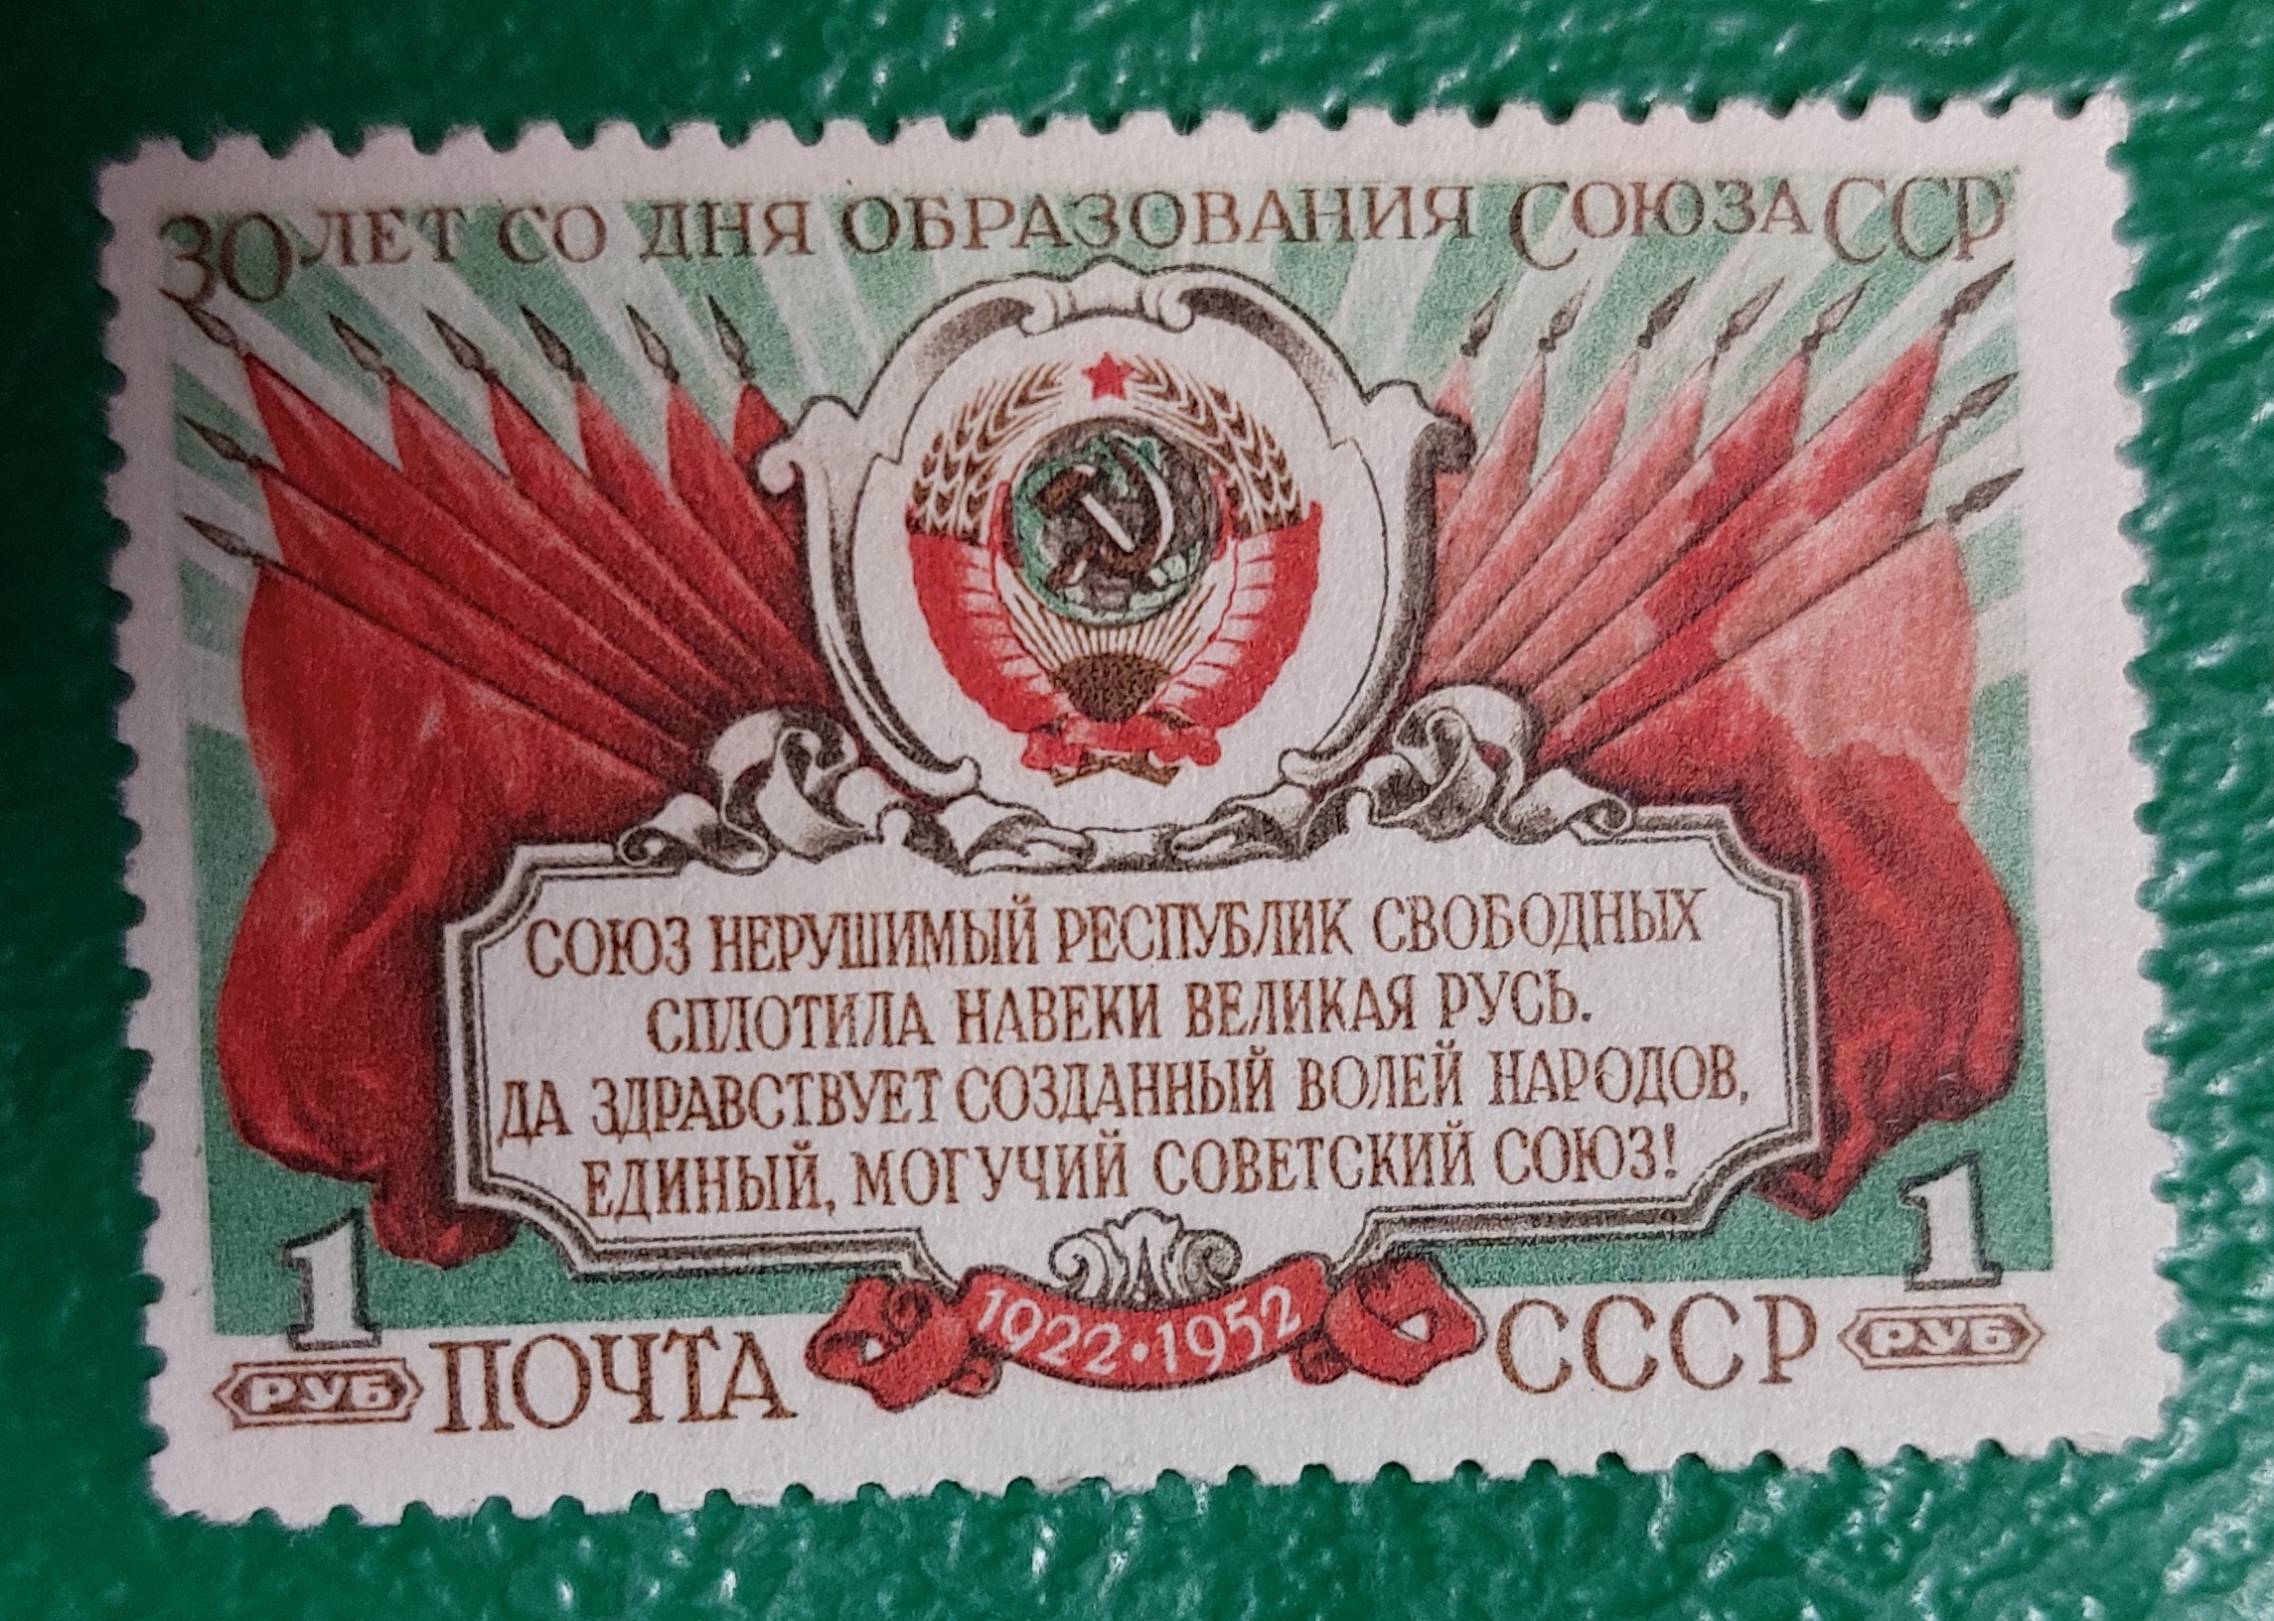 30 ЛЕТ СО ДНЯ ОБРАЗОВАНИЯ СОЮЗА ССР
СОЮЗ НЕРУШИМЫЙ РЕСПУБЛИК СВОБОДНЫХ
СПЛОТИЛА НАВЕКИ ВЕЛИКАЯ РУСЬ.
ДА ЗДРАВСТВУЕТ СОЗДАННЫЙ ВОЛЕЙ НАРОДОВ,
ЕДИНЫЙ, МОГУЧИЙ СОВЕТСКИЙ СОЮЗ!
1922•1952
1
РУБ
ПОЧТА
СССР
1
РУБ